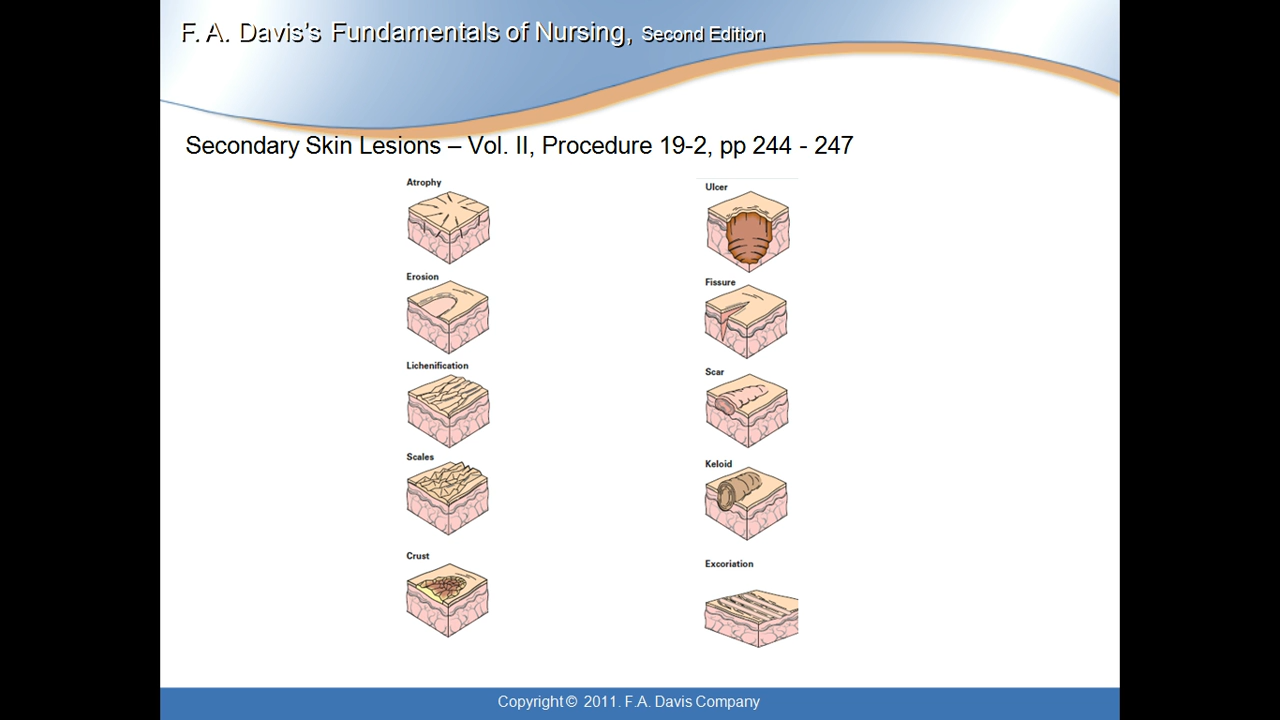 F. A. Davis's Fundamentals of Nursing, Second Edition
Secondary Skin Lesions – Vol. II, Procedure 19-2, pp 244 - 247
Atrophy
Erosion
Lichenification
Scales
Crust
Ulcer
Fissure
Scar
Keloid
Excoriation
Copyright © 2011. F.A. Davis Company